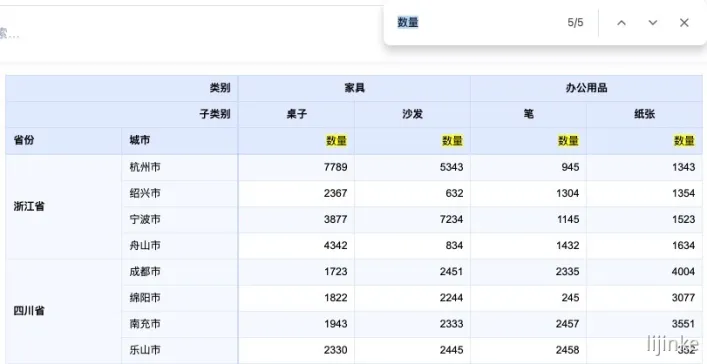 数量 5/5
索...
类别 家具 办公用品
子类别 桌子 沙发 笔 纸张
省份 城市 数量 数量 数量 数量
浙江省
杭州市 7789 5343 945 1343
绍兴市 2367 632 1304 1354
宁波市 3877 7234 1145 1523
舟山市 4342 834 1432 1634
四川省
成都市 1723 2451 2335 4004
绵阳市 1822 2244 245 3077
南充市 1943 2333 2457 3551
乐山市 2330 2445 2458 352
lijinke